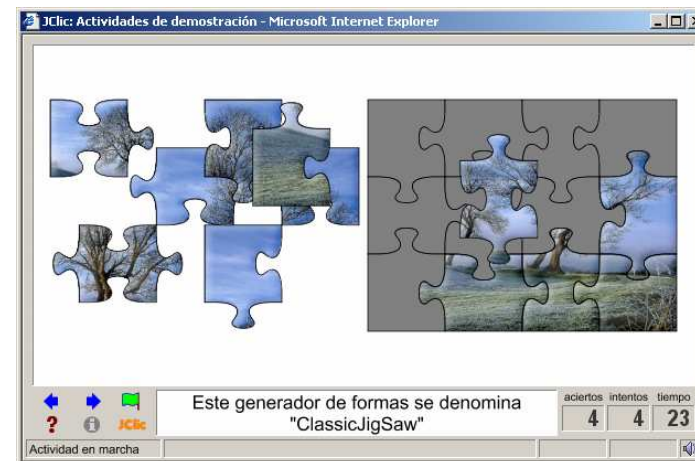 JClic: Actividades de demostración - Microsoft Internet Explorer
Este generador de formas se denomina
"ClassicJigSaw"
aciertos intentos tiempo
4 4 23
? i JClic
Actividad en marcha